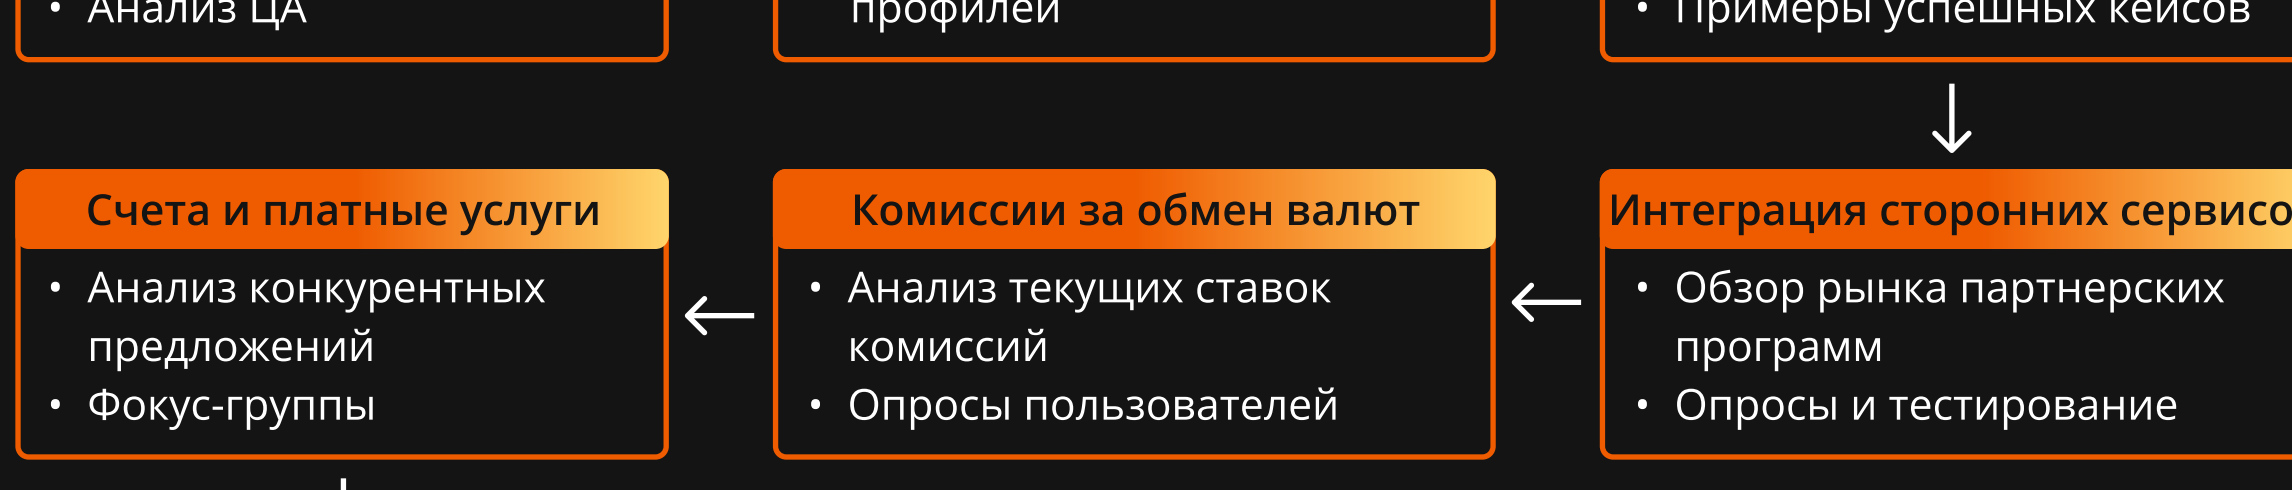 • Анализ ЦА
профилей
• Примеры успешных кейсов
Счета и платные услуги
• Анализ конкурентных
предложений
• Фокус-группы
Комиссии за обмен валют
• Анализ текущих ставок
комиссий
• Опросы пользователей
Интеграция сторонних сервисо
• Обзор рынка партнерских
программ
• Опросы и тестирование